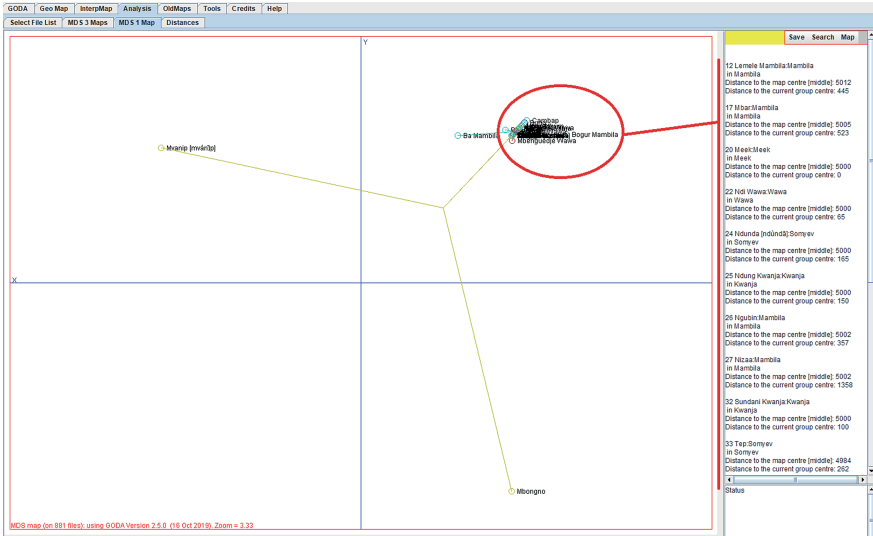 GODA Geo Map InterpMap Analysis OldMaps Tools Credits Help
Select File List MDS 3 Maps MDS 1 Map Distances
Save Search Map
Y
Cambap
Ba Mambila
Bogur Mambila
Mbenguedje Wawa
Mvanip [mvānīp]
X
Mbongno
MDS map (on 881 files); using GODA Version 2.5.0 (16 Oct 2019). Zoom = 3.33
12 Lemele Mambila:Mambila
in Mambila
Distance to the map centre [middle]: 5012
Distance to the current group centre: 445
17 Mbar:Mambila
in Mambila
Distance to the map centre [middle]: 5005
Distance to the current group centre: 523
20 Meek:Meek
in Meek
Distance to the map centre [middle]: 5000
Distance to the current group centre: 0
22 Ndi Wawa:Wawa
in Wawa
Distance to the map centre [middle]: 5000
Distance to the current group centre: 65
24 Ndunda [ndùndā]:Somyev
in Somyev
Distance to the map centre [middle]: 5000
Distance to the current group centre: 165
25 Ndung Kwanja:Kwanja
in Kwanja
Distance to the map centre [middle]: 5000
Distance to the current group centre: 150
26 Ngubin:Mambila
in Mambila
Distance to the map centre [middle]: 5002
Distance to the current group centre: 357
27 Nizaa:Mambila
in Mambila
Distance to the map centre [middle]: 5002
Distance to the current group centre: 1358
32 Sundani Kwanja:Kwanja
in Kwanja
Distance to the map centre [middle]: 5000
Distance to the current group centre: 100
33 Tep:Somyev
in Somyev
Distance to the map centre [middle]: 4984
Distance to the current group centre: 262
Status